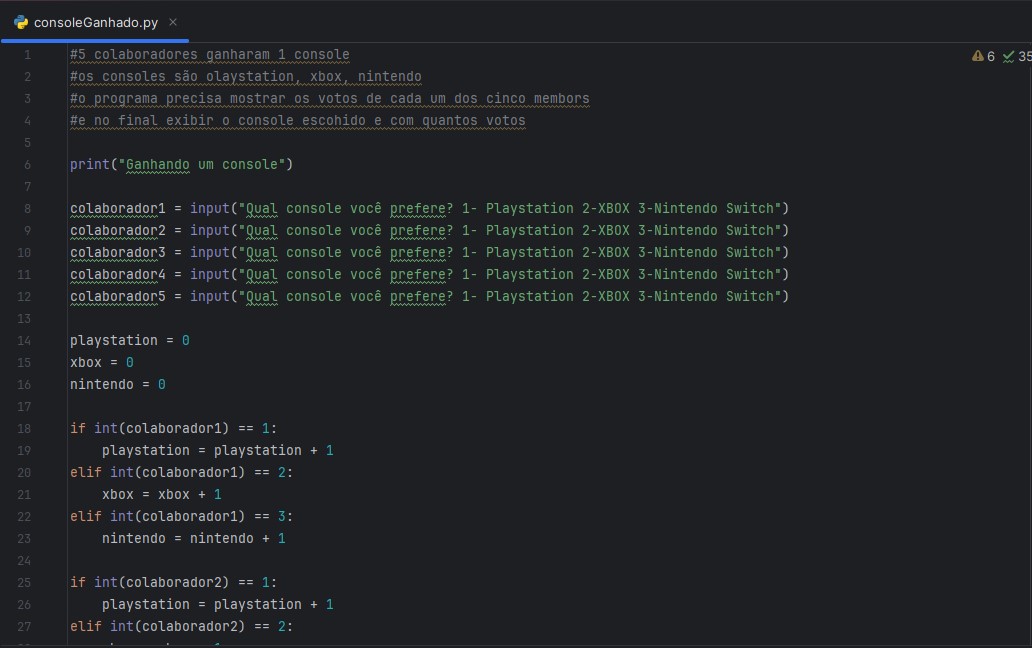 consoleGanhado.py ×
6 35
1 #5 colaboradores ganharam 1 console
2 #os consoles são olaystation, xbox, nintendo
3 #o programa precisa mostrar os votos de cada um dos cinco membors
4 #e no final exibir o console escohido e com quantos votos
5
6 print("Ganhando um console")
7
8 colaborador1 = input("Qual console você prefere? 1- Playstation 2-XBOX 3-Nintendo Switch")
9 colaborador2 = input("Qual console você prefere? 1- Playstation 2-XBOX 3-Nintendo Switch")
10 colaborador3 = input("Qual console você prefere? 1- Playstation 2-XBOX 3-Nintendo Switch")
11 colaborador4 = input("Qual console você prefere? 1- Playstation 2-XBOX 3-Nintendo Switch")
12 colaborador5 = input("Qual console você prefere? 1- Playstation 2-XBOX 3-Nintendo Switch")
13
14 playstation = 0
15 xbox = 0
16 nintendo = 0
17
18 if int(colaborador1) == 1:
19     playstation = playstation + 1
20 elif int(colaborador1) == 2:
21     xbox = xbox + 1
22 elif int(colaborador1) == 3:
23     nintendo = nintendo + 1
24
25 if int(colaborador2) == 1:
26     playstation = playstation + 1
27 elif int(colaborador2) == 2: